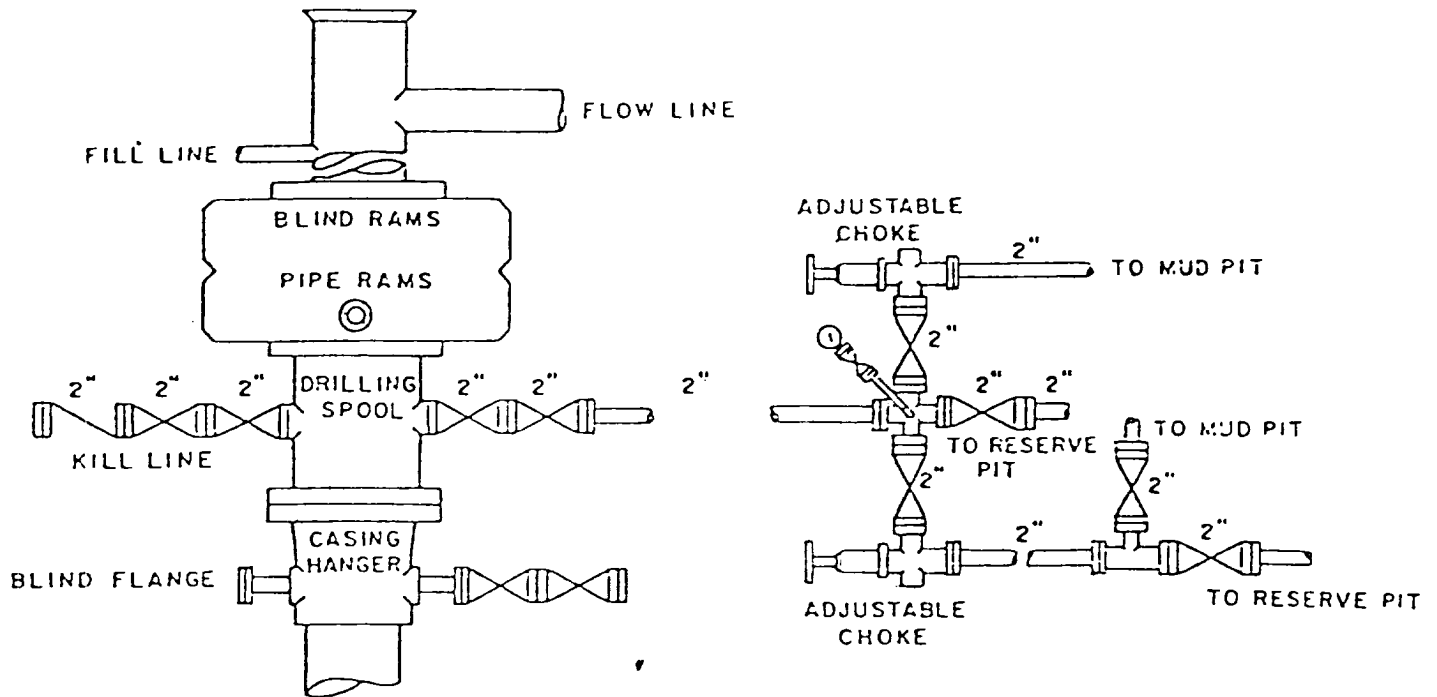 FLOW LINE
FILL LINE
BLIND RAMS
PIPE RAMS
2" 2" 2"
DRILLING
SPOOL
2" 2" 2"
KILL LINE
CASING
HANGER
BLIND FLANGE
ADJUSTABLE
CHOKE
2"
TO MUD PIT
2"
2" 2"
TO RESERVE
PIT
TO MUD PIT
2"
2"
2"
2"
TO RESERVE PIT
ADJUSTABLE
CHOKE